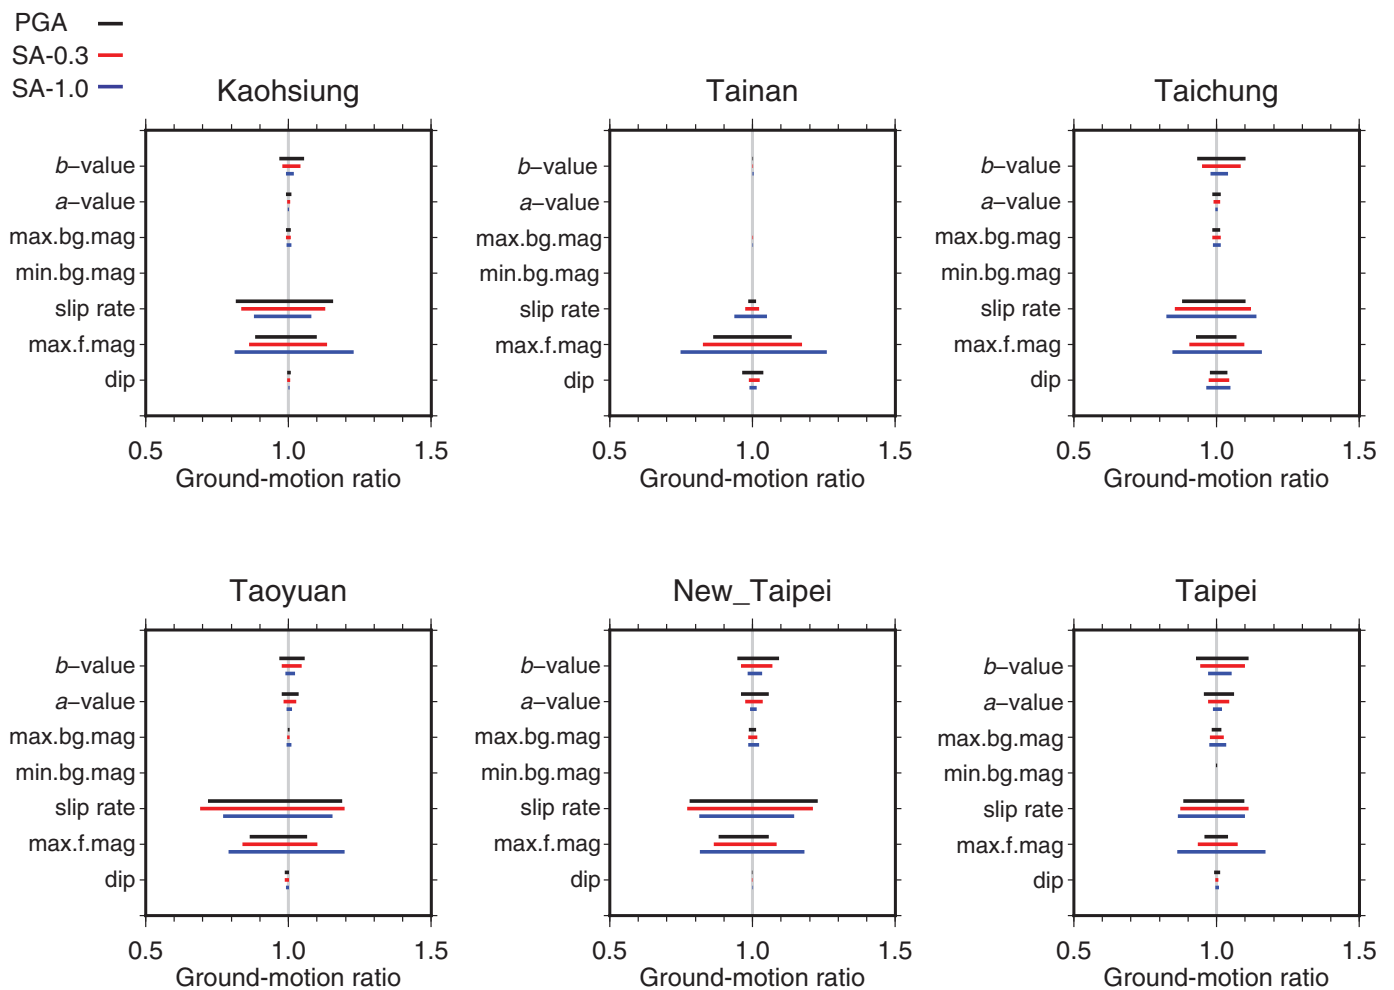 PGA
SA-0.3
SA-1.0
Kaohsiung
b–value
a–value
max.bg.mag
min.bg.mag
slip rate
max.f.mag
dip
0.5 1.0 1.5
Ground-motion ratio
Tainan
b–value
a–value
max.bg.mag
min.bg.mag
slip rate
max.f.mag
dip
0.5 1.0 1.5
Ground-motion ratio
Taichung
b–value
a–value
max.bg.mag
min.bg.mag
slip rate
max.f.mag
dip
0.5 1.0 1.5
Ground-motion ratio
Taoyuan
b–value
a–value
max.bg.mag
min.bg.mag
slip rate
max.f.mag
dip
0.5 1.0 1.5
Ground-motion ratio
New_Taipei
b–value
a–value
max.bg.mag
min.bg.mag
slip rate
max.f.mag
dip
0.5 1.0 1.5
Ground-motion ratio
Taipei
b–value
a–value
max.bg.mag
min.bg.mag
slip rate
max.f.mag
dip
0.5 1.0 1.5
Ground-motion ratio